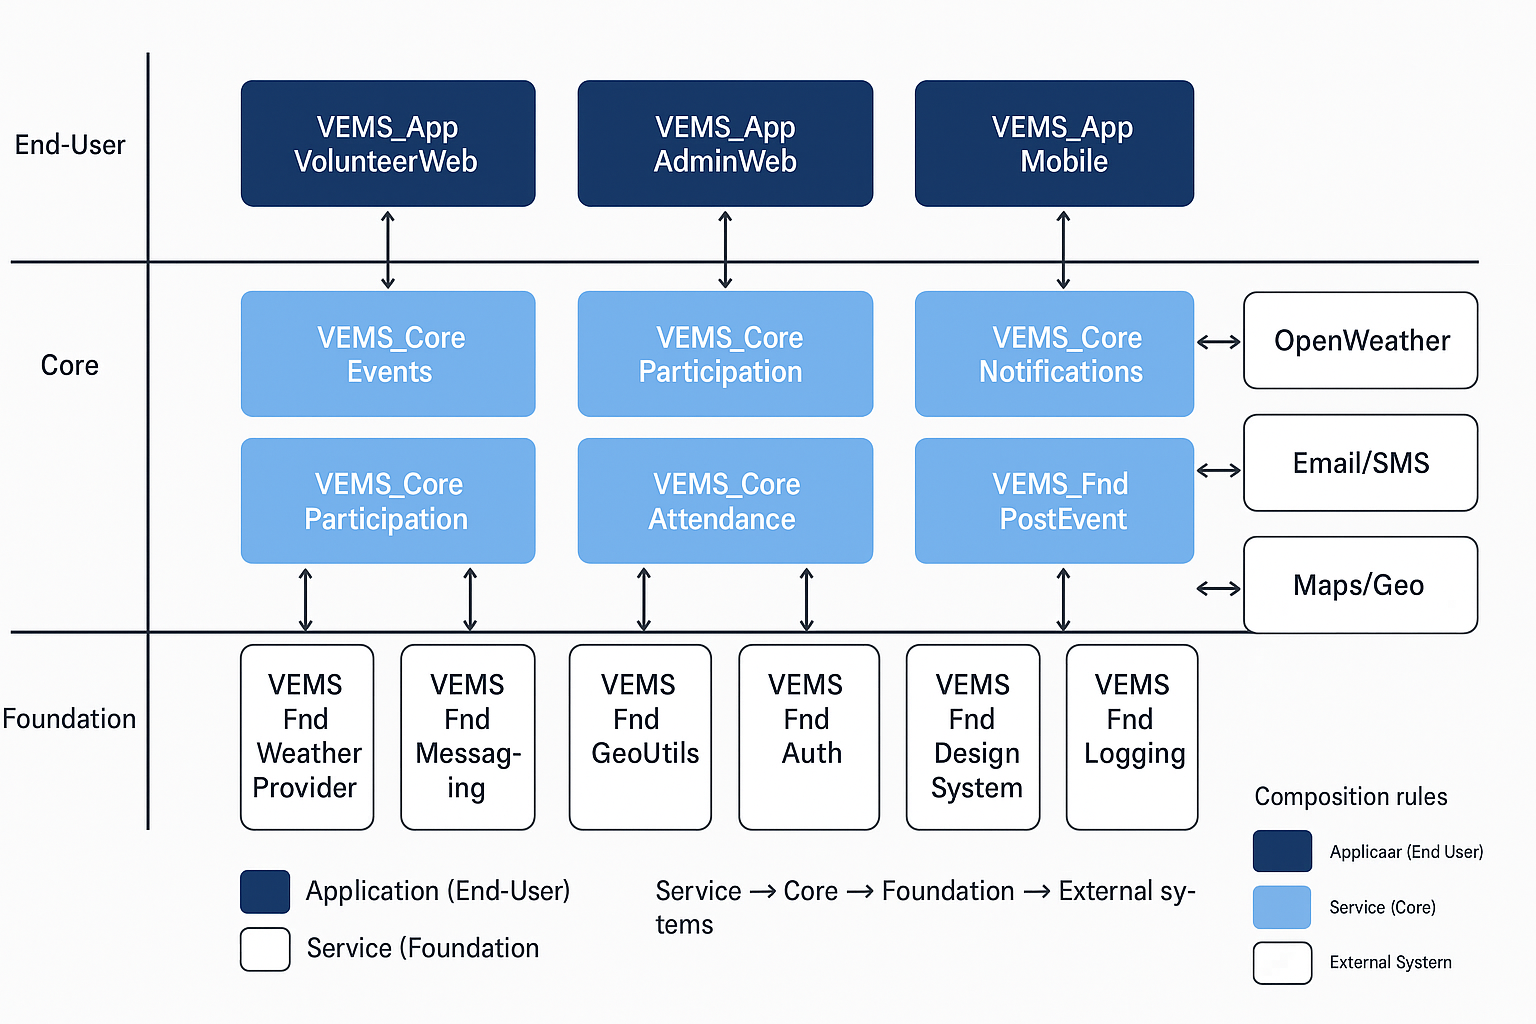 End-User
VEMS_App
VolunteerWeb
VEMS_App
AdminWeb
VEMS_App
Mobile
Core
VEMS_Core
Events
VEMS_Core
Participation
VEMS_Core
Notifications
OpenWeather
VEMS_Core
Participation
VEMS_Core
Attendance
VEMS_Fnd
PostEvent
Email/SMS
Maps/Geo
Foundation
VEMS
Fnd
Weather
Provider
VEMS
Fnd
Messag-
ing
VEMS
Fnd
GeoUtils
VEMS
Fnd
Auth
VEMS
Fnd
Design
System
VEMS
Fnd
Logging
Application (End-User)
Service (Foundation
Service → Core → Foundation → External sy-
tems
Composition rules
Applicaar (End User)
Service (Core)
External Systern